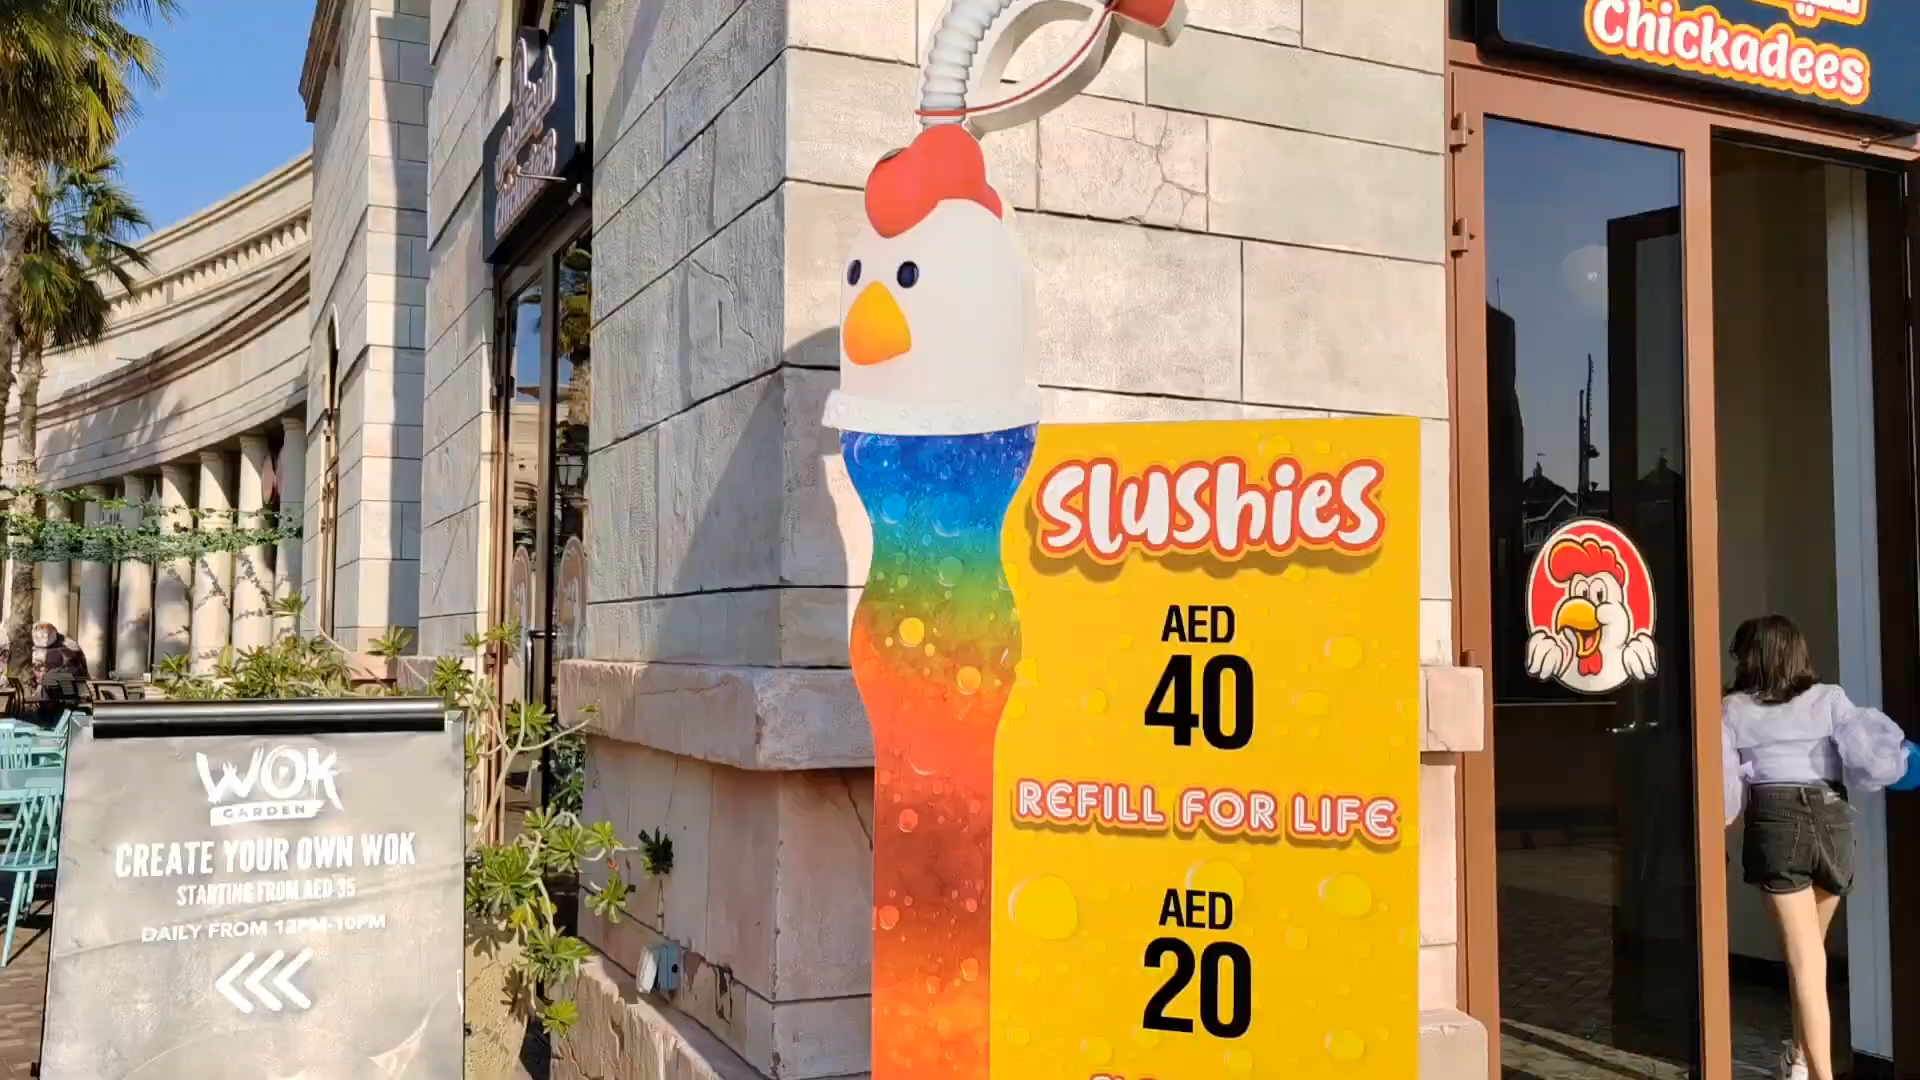 Chickadees
Slushies
AED
40
REFILL FOR LIFE
AED
20
WOK
GARDEN
CREATE YOUR OWN WOK
STARTING FROM AED 35
DAILY FROM 12PM-10PM